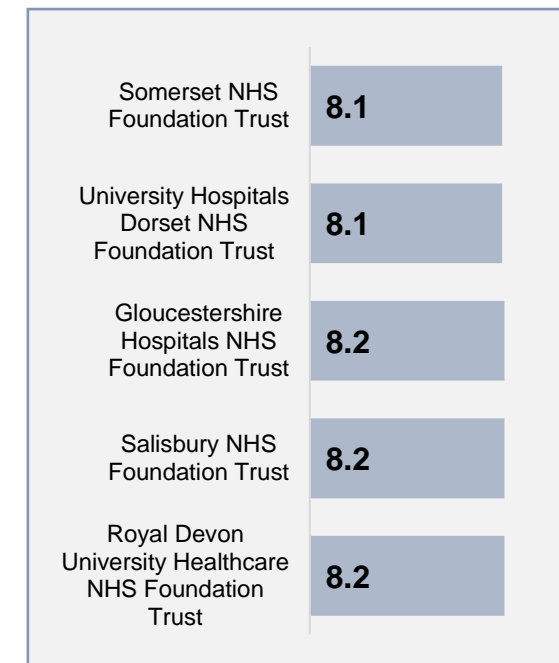 Somerset NHS
Foundation Trust
8.1
University Hospitals
Dorset NHS
Foundation Trust
8.1
Gloucestershire
Hospitals NHS
Foundation Trust
8.2
Salisbury NHS
Foundation Trust
8.2
Royal Devon
University Healthcare
NHS Foundation
Trust
8.2